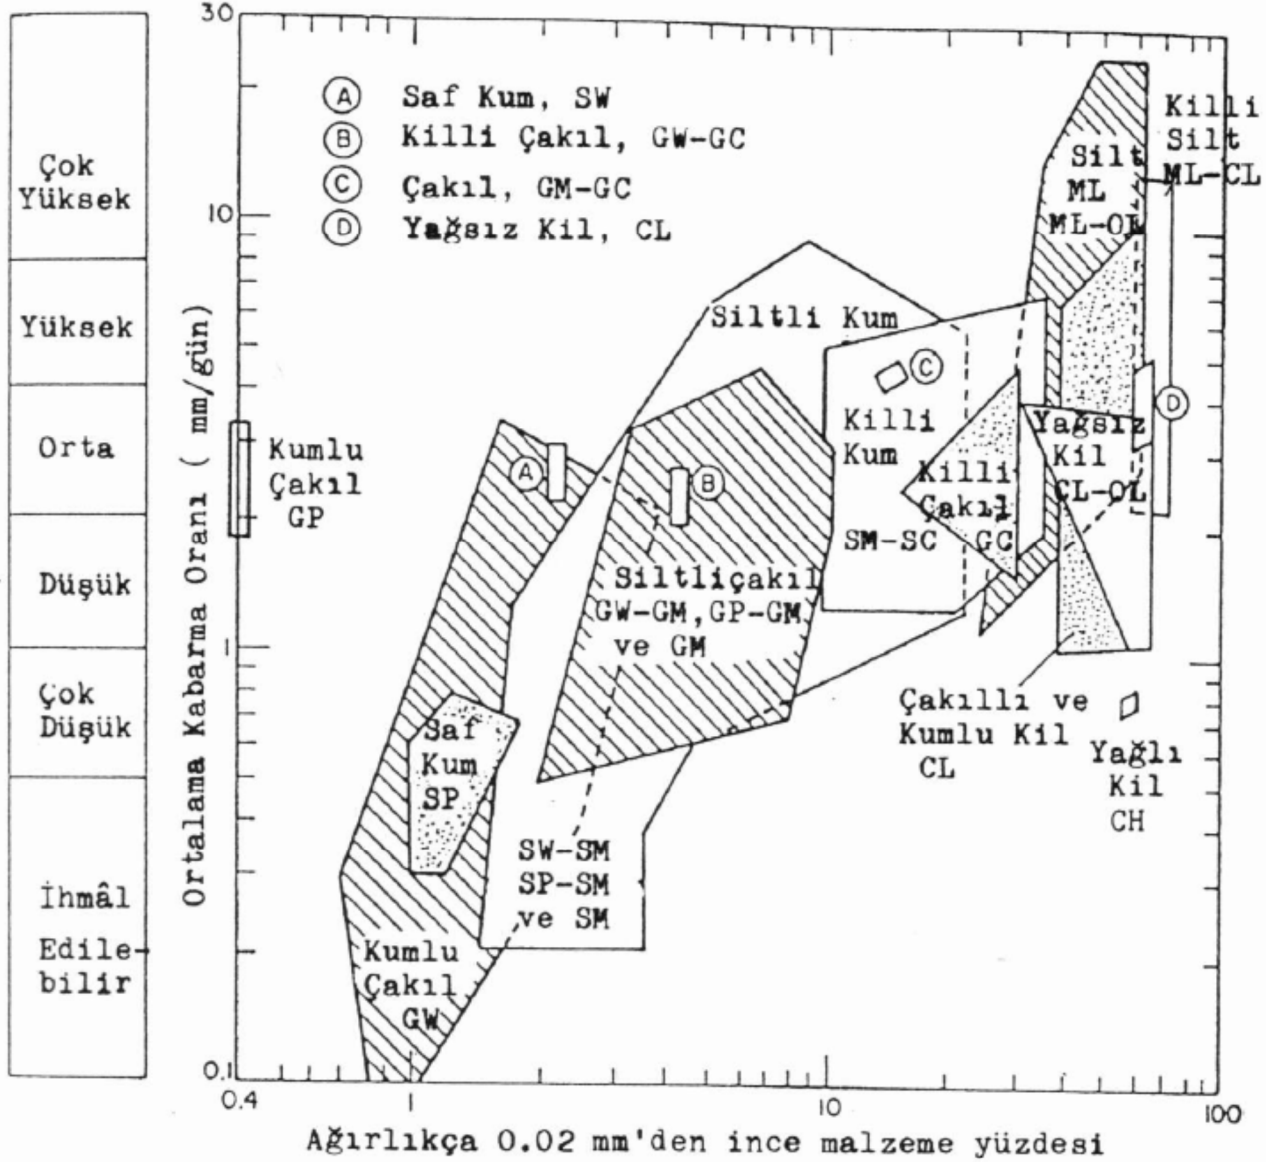 30
Çok
Yüksek
Yüksek
Orta
Düşük
Çok
Düşük
İhmâl
Edile-
bilir
Ortalama Kabarma Oranı ( mm/gün)
10
1
0.1
A Saf Kum, SW
B Killi Çakıl, GW-GC
C Çakıl, GM-GC
D Yağsız Kil, CL
Killi
Silt
ML-CL
Silt
ML
ML-OL
Siltli Kum
C
D
Kumlu
Çakıl
GP
A
B
Killi
Kum
SM-SC
Killi
Çakıl
GC
Yağsız
Kil
CL-OL
Siltliçakıl
GW-GM,GP-GM
ve GM
Saf
Kum
SP
Çakıllı ve
Kumlu Kil
CL
Yağlı
Kil
CH
SW-SM
SP-SM
ve SM
Kumlu
Çakıl
GW
0.4
1
10
100
Ağırlıkça 0.02 mm'den ince malzeme yüzdesi